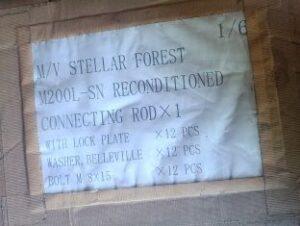 1/6
M/V STELLAR FOREST
M200L-SN RECONDITIONED
CONNECTING ROD×1
WITH LOCK PLATE ×12 PCS
WASHER, BELLEVILLE ×12 PCS
BOLT M 8×15 ×12 PCS